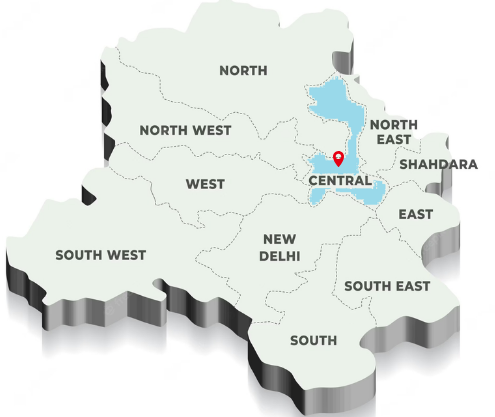 NORTH
NORTH WEST
NORTH
EAST
SHAHDARA
WEST
CENTRAL
EAST
SOUTH WEST
NEW
DELHI
SOUTH EAST
SOUTH